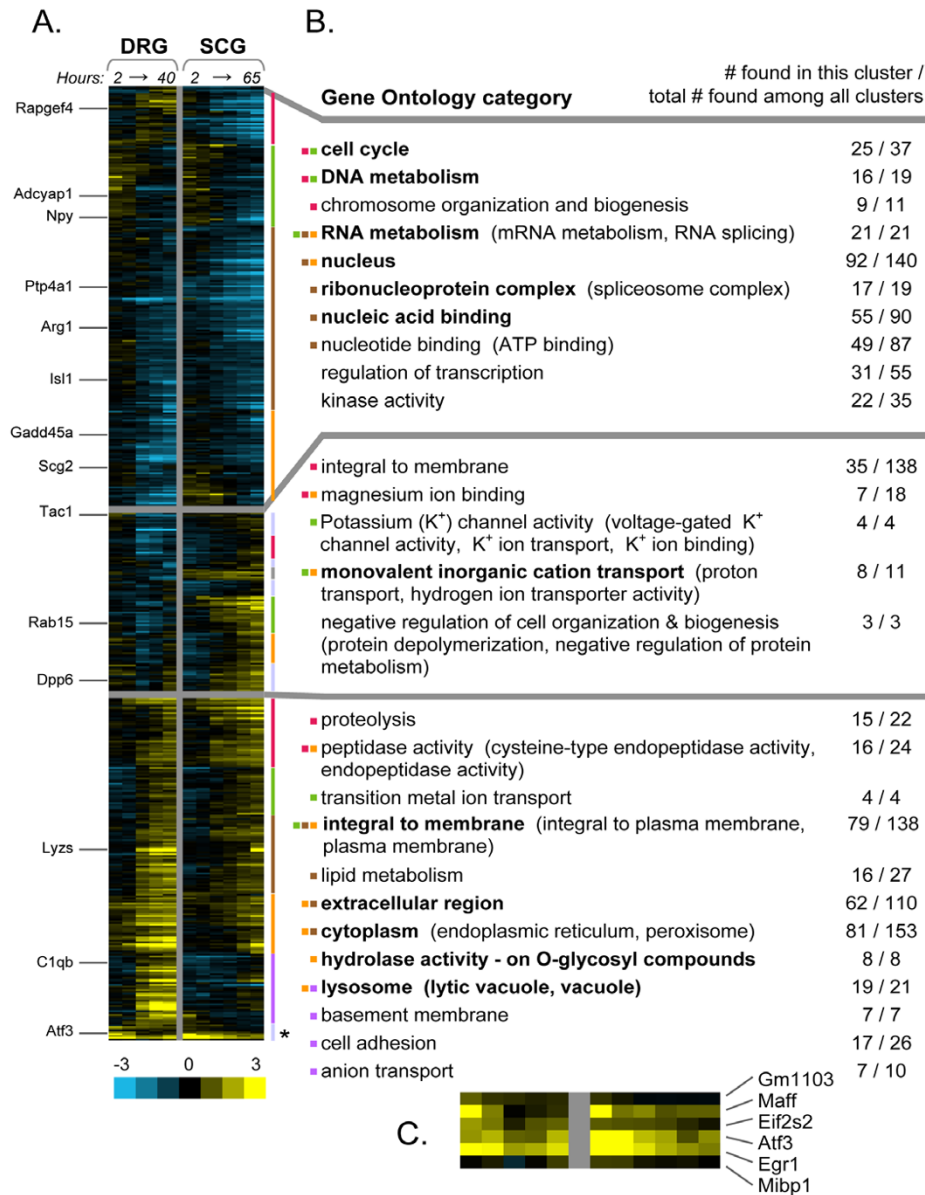 A.
B.
DRG SCG
Hours: 2 → 40 2 → 65
Rapgef4
Adcyap1
Npy
Ptp4a1
Arg1
Isl1
Gadd45a
Scg2
Tac1
Rab15
Dpp6
Lyzs
C1qb
Atf3
*
-3 0 3
Gene Ontology category
# found in this cluster /
total # found among all clusters
cell cycle 25 / 37
DNA metabolism 16 / 19
chromosome organization and biogenesis 9 / 11
RNA metabolism (mRNA metabolism, RNA splicing) 21 / 21
nucleus 92 / 140
ribonucleoprotein complex (spliceosome complex) 17 / 19
nucleic acid binding 55 / 90
nucleotide binding (ATP binding) 49 / 87
regulation of transcription 31 / 55
kinase activity 22 / 35
integral to membrane 35 / 138
magnesium ion binding 7 / 18
Potassium (K+) channel activity (voltage-gated K+ 4 / 4
channel activity, K+ ion transport, K+ ion binding)
monovalent inorganic cation transport (proton 8 / 11
transport, hydrogen ion transporter activity)
negative regulation of cell organization & biogenesis 3 / 3
(protein depolymerization, negative regulation of protein
metabolism)
proteolysis 15 / 22
peptidase activity (cysteine-type endopeptidase activity, 16 / 24
endopeptidase activity)
transition metal ion transport 4 / 4
integral to membrane (integral to plasma membrane, 79 / 138
plasma membrane)
lipid metabolism 16 / 27
extracellular region 62 / 110
cytoplasm (endoplasmic reticulum, peroxisome) 81 / 153
hydrolase activity - on O-glycosyl compounds 8 / 8
lysosome (lytic vacuole, vacuole) 19 / 21
basement membrane 7 / 7
cell adhesion 17 / 26
anion transport 7 / 10
C.
Gm1103
Maff
Eif2s2
Atf3
Egr1
Mibp1